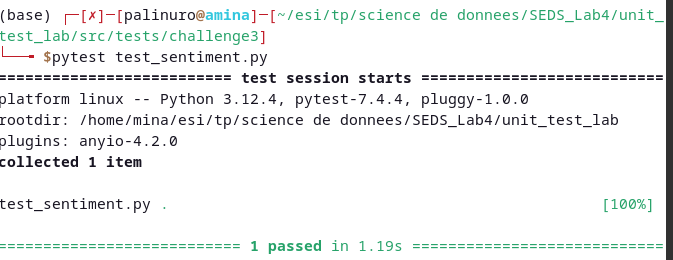 (base) ┌─[✗]─[palinuro@amina]─[~/esi/tp/science de donnees/SEDS_Lab4/unit_
test_lab/src/tests/challenge3]
└──╼ $pytest test_sentiment.py
========================== test session starts ===========================
platform linux -- Python 3.12.4, pytest-7.4.4, pluggy-1.0.0
rootdir: /home/mina/esi/tp/science de donnees/SEDS_Lab4/unit_test_lab
plugins: anyio-4.2.0
collected 1 item
test_sentiment.py . [100%]
=========================== 1 passed in 1.19s ============================